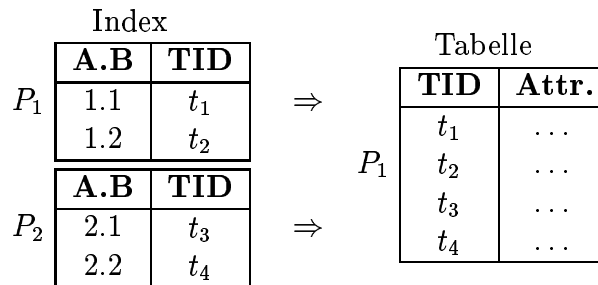 Index
A.B TID
P₁ 1.1 t₁ ⇒
1.2 t₂
A.B TID
P₂ 2.1 t₃ ⇒
2.2 t₄
Tabelle
TID Attr.
t₁ ...
P₁ t₂ ...
t₃ ...
t₄ ...